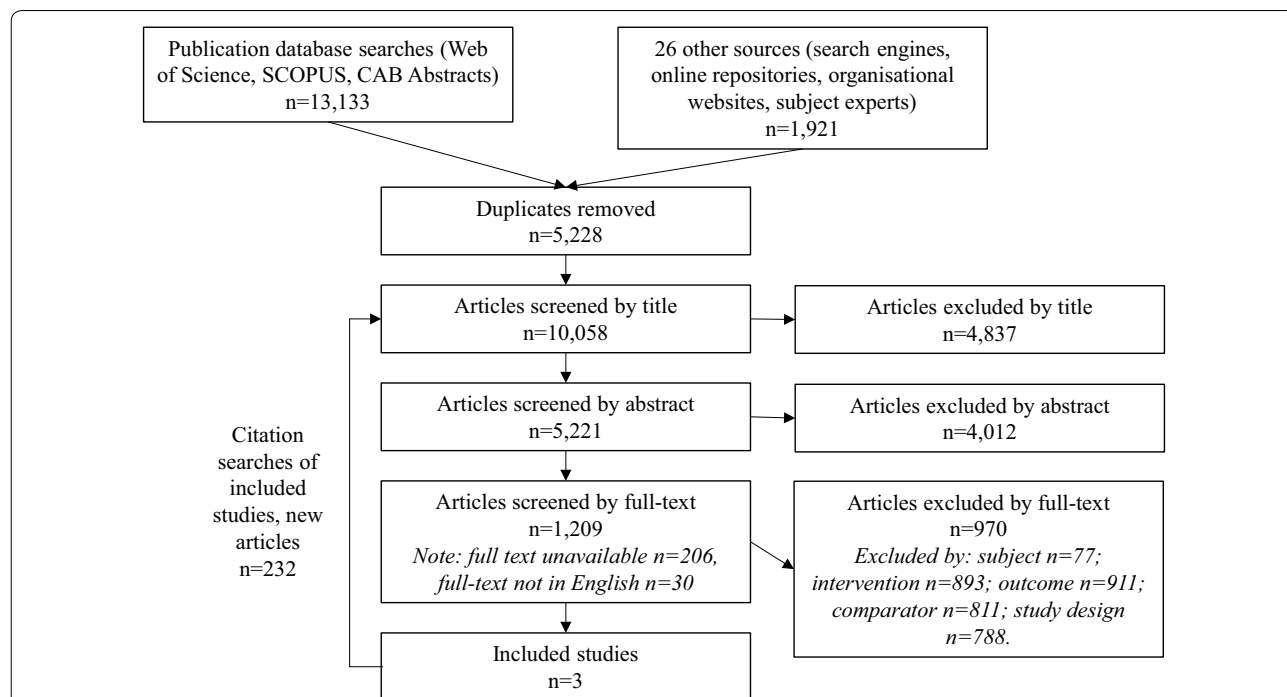 Publication database searches (Web
of Science, SCOPUS, CAB Abstracts)
n=13,133
26 other sources (search engines,
online repositories, organisational
websites, subject experts)
n=1,921
Duplicates removed
n=5,228
Articles screened by title
n=10,058
Articles excluded by title
n=4,837
Articles screened by abstract
n=5,221
Articles excluded by abstract
n=4,012
Citation
searches of
included
studies, new
articles
n=232
Articles screened by full-text
n=1,209
Note: full text unavailable n=206,
full-text not in English n=30
Articles excluded by full-text
n=970
Excluded by: subject n=77;
intervention n=893; outcome n=911;
comparator n=811; study design
n=788.
Included studies
n=3